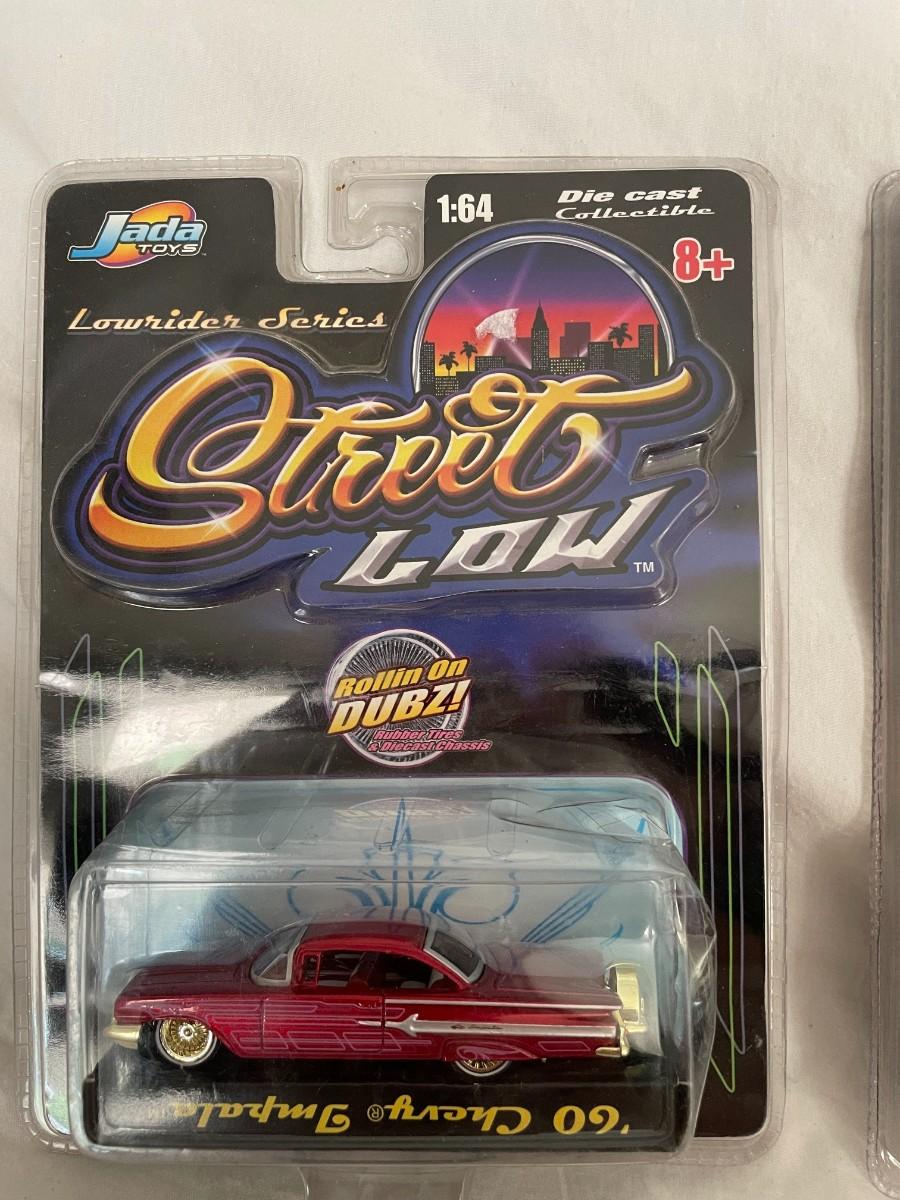 Jada
TOYS
1:64
Die cast
Collectible
8+
Lowrider Series
Street
LOW TM
Rollin On
DUBZ!
Rubber Tires
& Diecast Chassis
'60 Chevy® Impala™